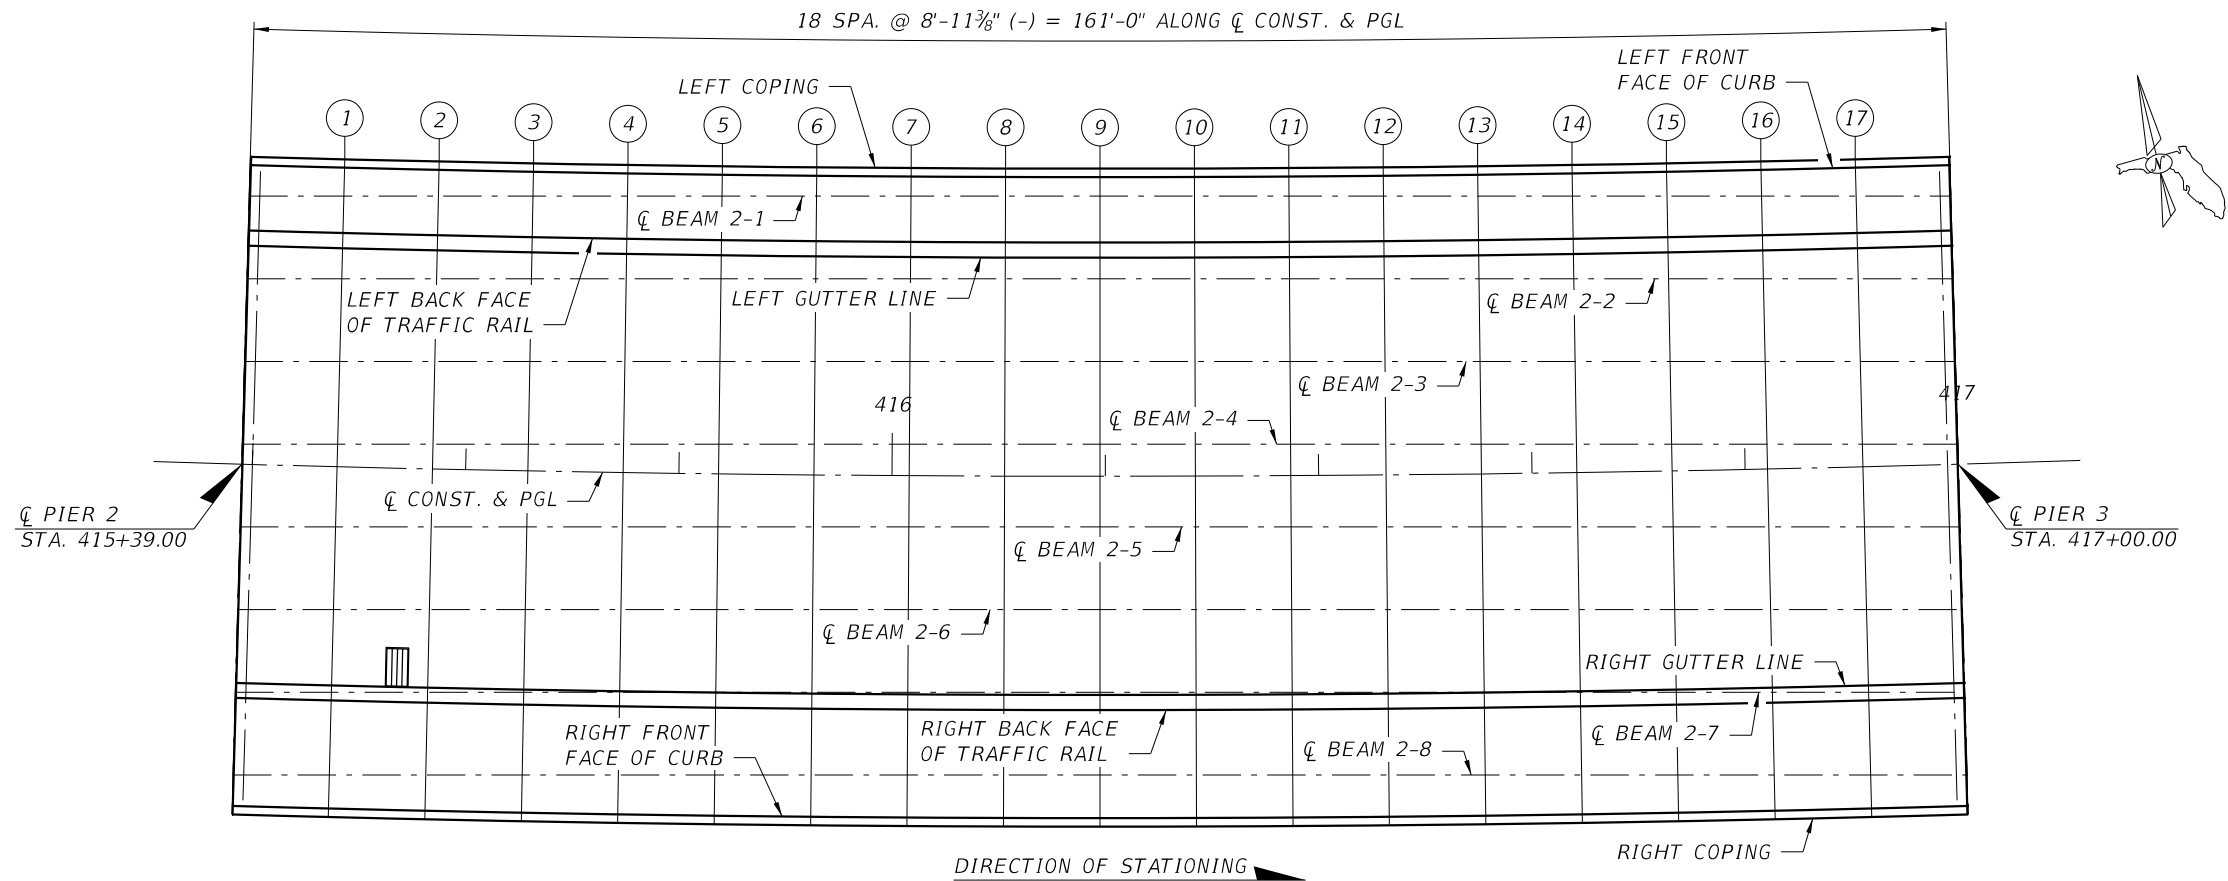 18 SPA. @ 8'-11⅜" (-) = 161'-0" ALONG ℄ CONST. & PGL
LEFT COPING
LEFT FRONT
FACE OF CURB
1 2 3 4 5 6 7 8 9 10 11 12 13 14 15 16 17
N
℄ BEAM 2-1
LEFT BACK FACE
OF TRAFFIC RAIL
LEFT GUTTER LINE
℄ BEAM 2-2
℄ BEAM 2-3
416
℄ BEAM 2-4
417
℄ CONST. & PGL
℄ PIER 2
STA. 415+39.00
℄ PIER 3
STA. 417+00.00
℄ BEAM 2-5
℄ BEAM 2-6
RIGHT GUTTER LINE
RIGHT FRONT
FACE OF CURB
RIGHT BACK FACE
OF TRAFFIC RAIL
℄ BEAM 2-8
℄ BEAM 2-7
RIGHT COPING
DIRECTION OF STATIONING